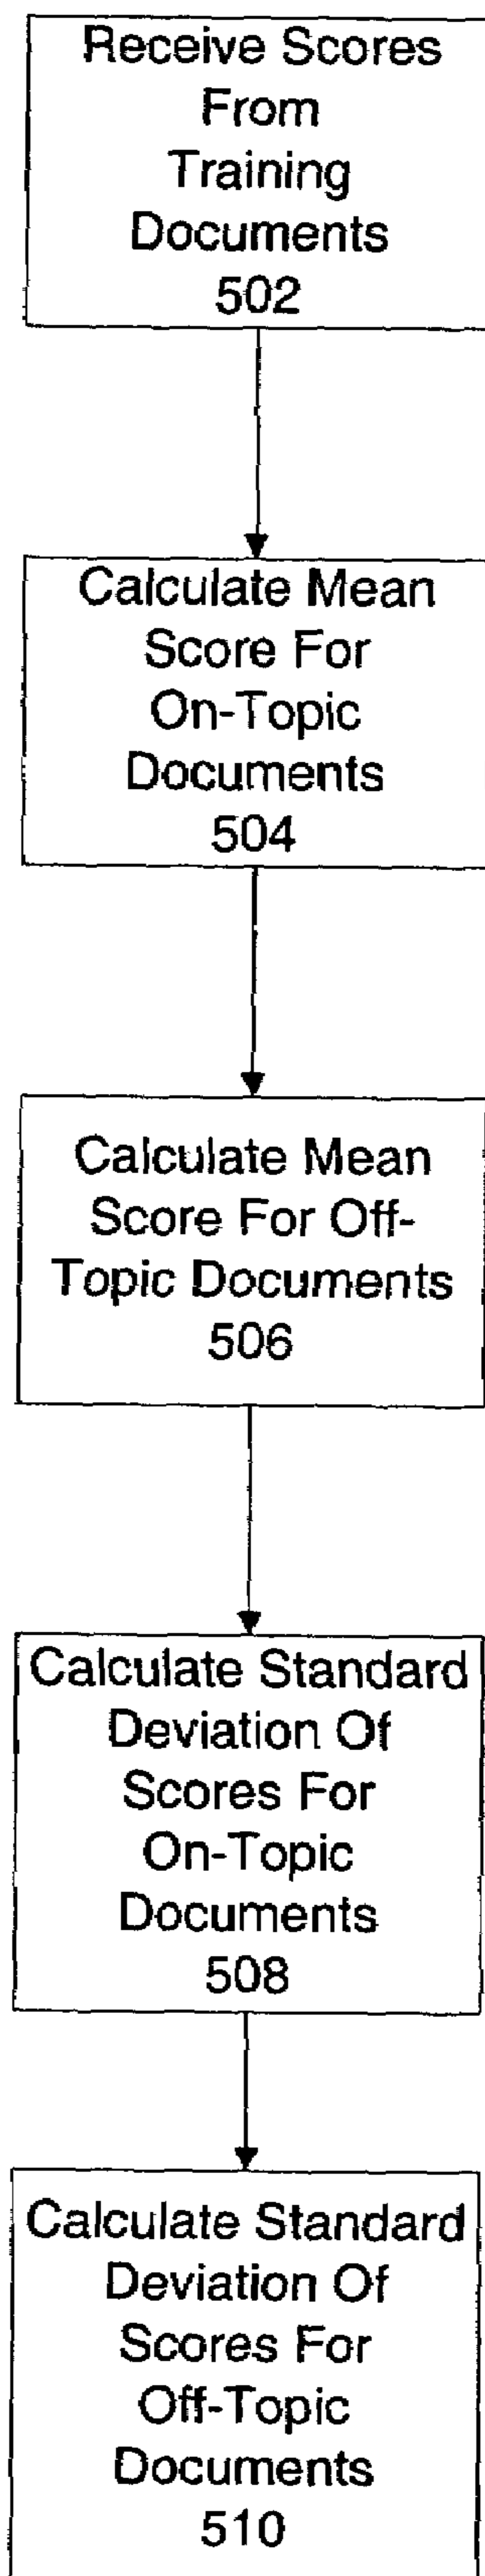 Receive Scores
From
Training
Documents
502
Calculate Mean
Score For
On-Topic
Documents
504
Calculate Mean
Score For Off-
Topic Documents
506
Calculate Standard
Deviation Of
Scores For
On-Topic
Documents
508
Calculate Standard
Deviation Of
Scores For
Off-Topic
Documents
510